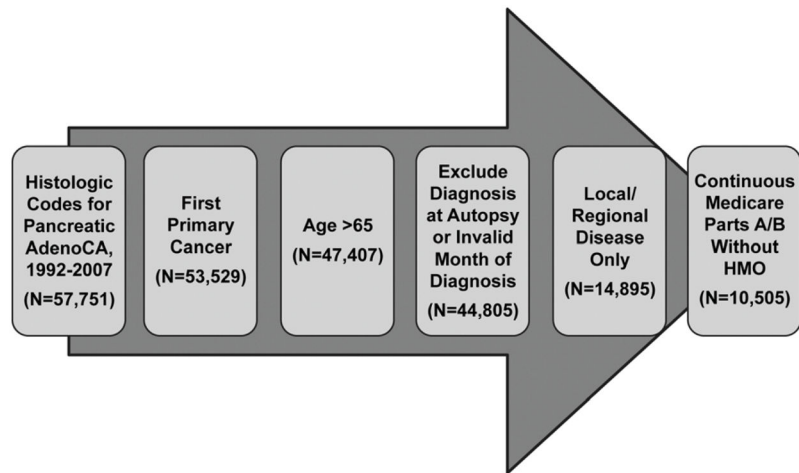 Histologic
Codes for
Pancreatic
AdenoCA,
1992-2007
(N=57,751)
First
Primary
Cancer
(N=53,529)
Age >65
(N=47,407)
Exclude
Diagnosis
at Autopsy
or Invalid
Month of
Diagnosis
(N=44,805)
Local/
Regional
Disease
Only
(N=14,895)
Continuous
Medicare
Parts A/B
Without
HMO
(N=10,505)